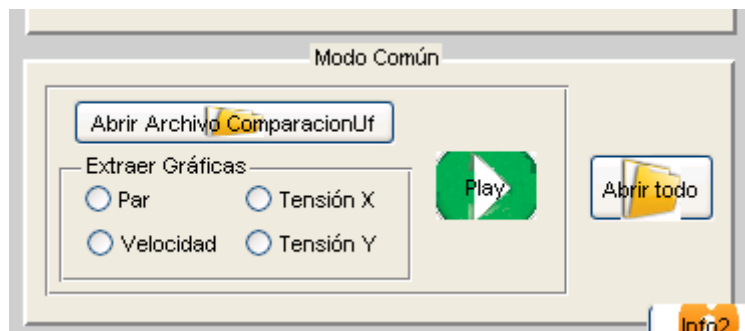 Modo Común
Abrir Archivo ComparacionUf
Extraer Gráficas
Par
Tensión X
Velocidad
Tensión Y
Play
Abrir todo
Info2